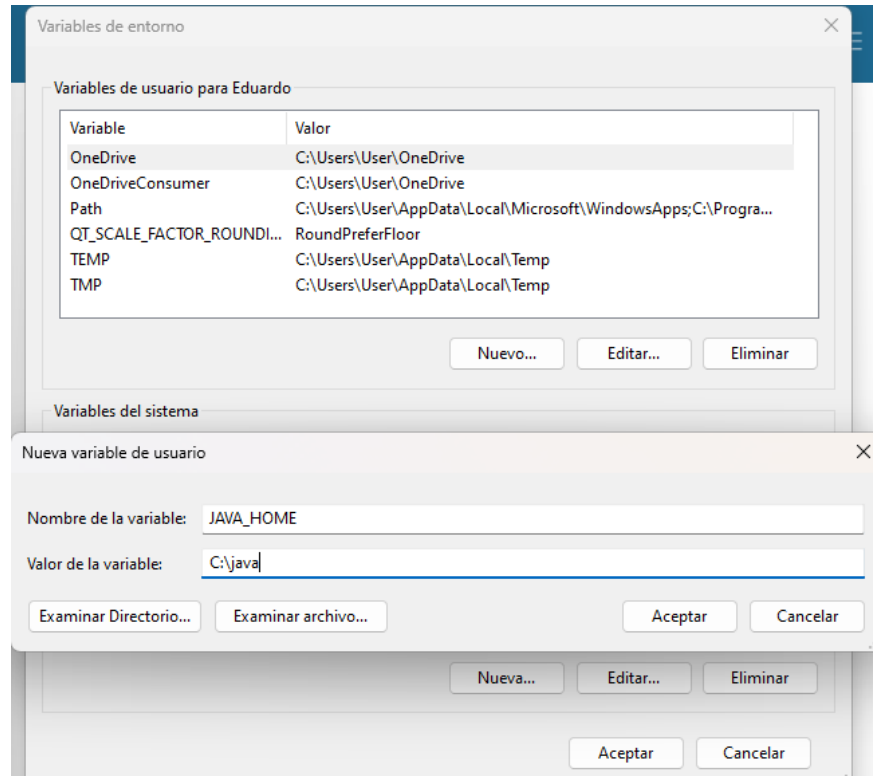 Variables de entorno
Variables de usuario para Eduardo
Variable Valor
OneDrive C:\Users\User\OneDrive
OneDriveConsumer C:\Users\User\OneDrive
Path C:\Users\User\AppData\Local\Microsoft\WindowsApps;C:\Progra...
QT_SCALE_FACTOR_ROUNDI... RoundPreferFloor
TEMP C:\Users\User\AppData\Local\Temp
TMP C:\Users\User\AppData\Local\Temp
Nuevo... Editar... Eliminar
Variables del sistema
Nueva variable de usuario
Nombre de la variable: JAVA_HOME
Valor de la variable: C:\java
Examinar Directorio... Examinar archivo... Aceptar Cancelar
Nueva... Editar... Eliminar
Aceptar Cancelar